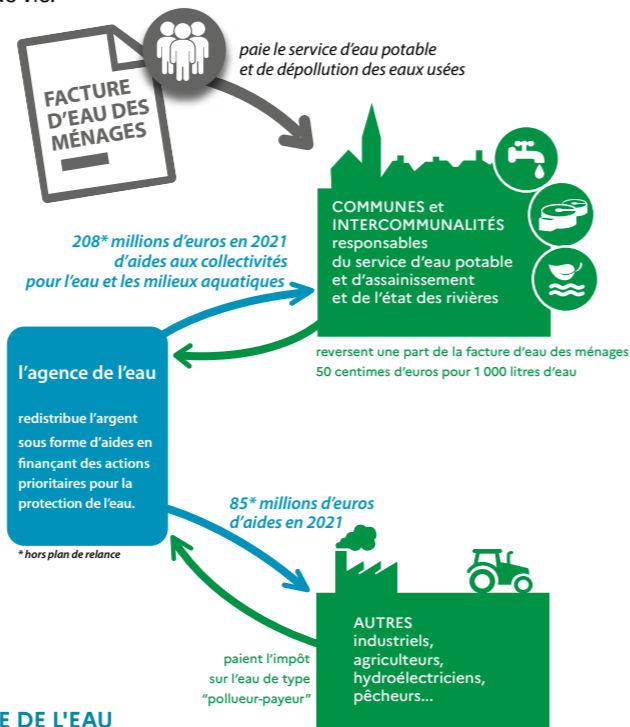 FACTURE
D'EAU DES
MÉNAGES
paie le service d'eau potable
et de dépollution des eaux usées
COMMUNES et
INTERCOMMUNALITÉS
responsables
du service d'eau potable
et d'assainissement
et de l'état des rivières
208* millions d'euros en 2021
d'aides aux collectivités
pour l'eau et les milieux aquatiques
reversent une part de la facture d'eau des ménages
50 centimes d'euros pour 1 000 litres d'eau
l'agence de l'eau
redistribue l'argent
sous forme d'aides en
finançant des actions
prioritaires pour la
protection de l'eau.
* hors plan de relance
85* millions d'euros
d'aides en 2021
AUTRES
industriels,
agriculteurs,
hydroélectriciens,
pêcheurs...
paient l'impôt
sur l'eau de type
"pollueur-payeur"
E DE L'EAU